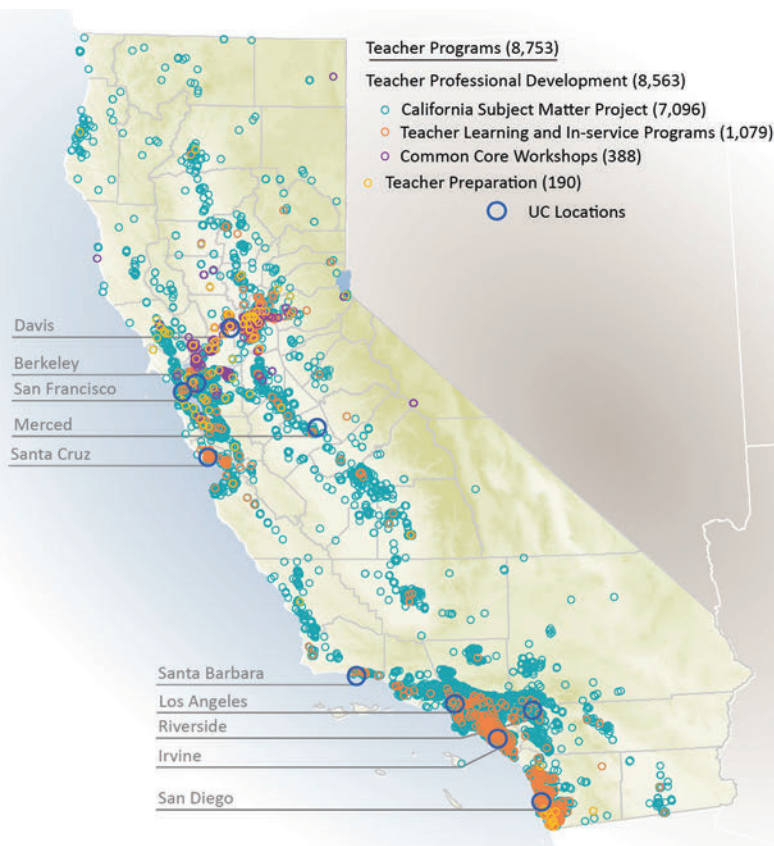 Teacher Programs (8,753)
Teacher Professional Development (8,563)
California Subject Matter Project (7,096)
Teacher Learning and In-service Programs (1,079)
Common Core Workshops (388)
Teacher Preparation (190)
UC Locations
Davis
Berkeley
San Francisco
Merced
Santa Cruz
Santa Barbara
Los Angeles
Riverside
Irvine
San Diego